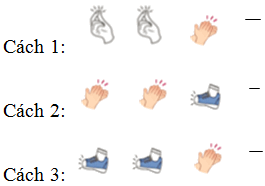 Cách 1: —
Cách 2: –
Cách 3: —